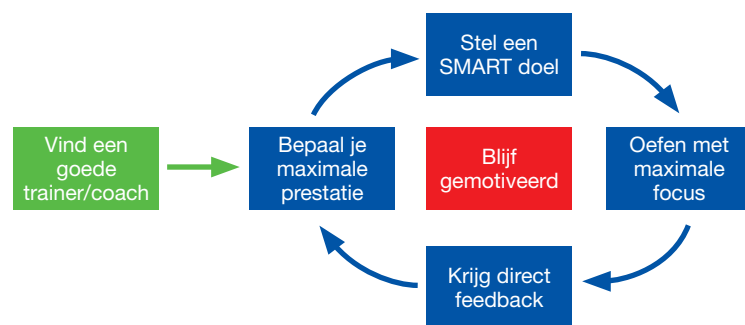 Stel een
SMART doel
Vind een
goede
trainer/coach
Bepaal je
maximale
prestatie
Blijf
gemotiveerd
Oefen met
maximale
focus
Krijg direct
feedback